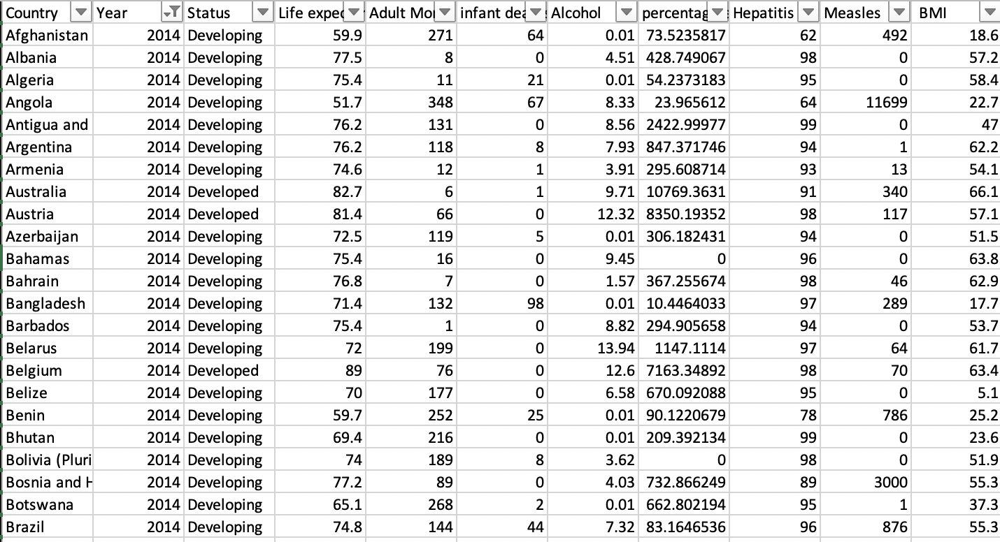 Country Year Status Life expec Adult Mo infant dea Alcohol percentag Hepatitis Measles BMI
Afghanistan 2014 Developing 59.9 271 64 0.01 73.5235817 62 492 18.6
Albania 2014 Developing 77.5 8 0 4.51 428.749067 98 0 57.2
Algeria 2014 Developing 75.4 11 21 0.01 54.2373183 95 0 58.4
Angola 2014 Developing 51.7 348 67 8.33 23.965612 64 11699 22.7
Antigua and 2014 Developing 76.2 131 0 8.56 2422.99977 99 0 47
Argentina 2014 Developing 76.2 118 8 7.93 847.371746 94 1 62.2
Armenia 2014 Developing 74.6 12 1 3.91 295.608714 93 13 54.1
Australia 2014 Developed 82.7 6 1 9.71 10769.3631 91 340 66.1
Austria 2014 Developed 81.4 66 0 12.32 8350.19352 98 117 57.1
Azerbaijan 2014 Developing 72.5 119 5 0.01 306.182431 94 0 51.5
Bahamas 2014 Developing 75.4 16 0 9.45 0 96 0 63.8
Bahrain 2014 Developing 76.8 7 0 1.57 367.255674 98 46 62.9
Bangladesh 2014 Developing 71.4 132 98 0.01 10.4464033 97 289 17.7
Barbados 2014 Developing 75.4 1 0 8.82 294.905658 94 0 53.7
Belarus 2014 Developing 72 199 0 13.94 1147.1114 97 64 61.7
Belgium 2014 Developed 89 76 0 12.6 7163.34892 98 70 63.4
Belize 2014 Developing 70 177 0 6.58 670.092088 95 0 5.1
Benin 2014 Developing 59.7 252 25 0.01 90.1220679 78 786 25.2
Bhutan 2014 Developing 69.4 216 0 0.01 209.392134 99 0 23.6
Bolivia (Pluri 2014 Developing 74 189 8 3.62 0 98 0 51.9
Bosnia and H 2014 Developing 77.2 89 0 4.03 732.866249 89 3000 55.3
Botswana 2014 Developing 65.1 268 2 0.01 662.802194 95 1 37.3
Brazil 2014 Developing 74.8 144 44 7.32 83.1646536 96 876 55.3